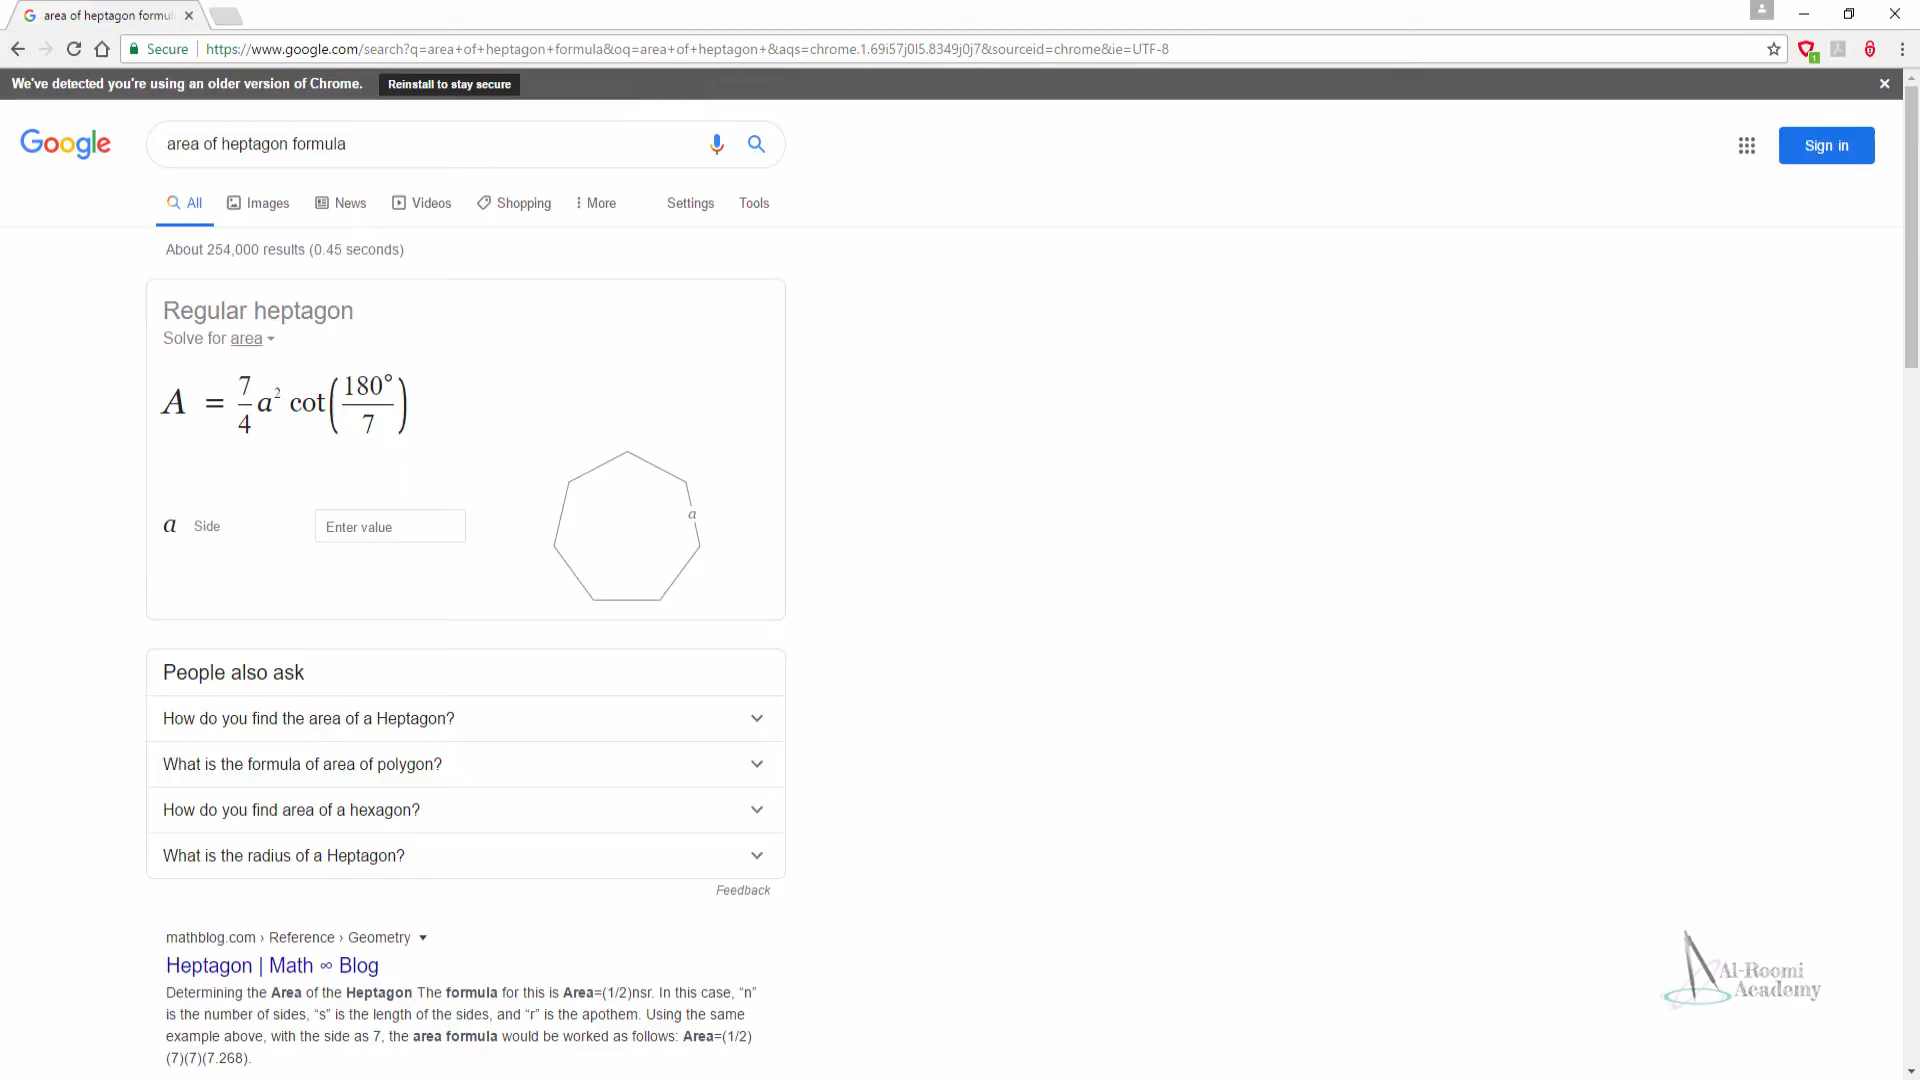 area of heptagon formu
Secure https://www.google.com/search?q=area+of+heptagon+formula&oq=area+of+heptagon+&aqs=chrome.1.69i57j0l5.8349j0j7&sourceid=chrome&ie=UTF-8
1
We've detected you're using an older version of Chrome. Reinstall to stay secure
Google
area of heptagon formula
Sign in
All Images News Videos Shopping More Settings Tools
About 254,000 results (0.45 seconds)
Regular heptagon
Solve for area
A = 7/4 a² cot(180°/7)
a Side Enter value
a
People also ask
How do you find the area of a Heptagon?
What is the formula of area of polygon?
How do you find area of a hexagon?
What is the radius of a Heptagon?
Feedback
mathblog.com › Reference › Geometry
Heptagon | Math ∞ Blog
Determining the Area of the Heptagon The formula for this is Area=(1/2)nsr. In this case, “n”
is the number of sides, “s” is the length of the sides, and “r” is the apothem. Using the same
example above, with the side as 7, the area formula would be worked as follows: Area=(1/2)
(7)(7)(7.268).
Al-Roomi
Academy